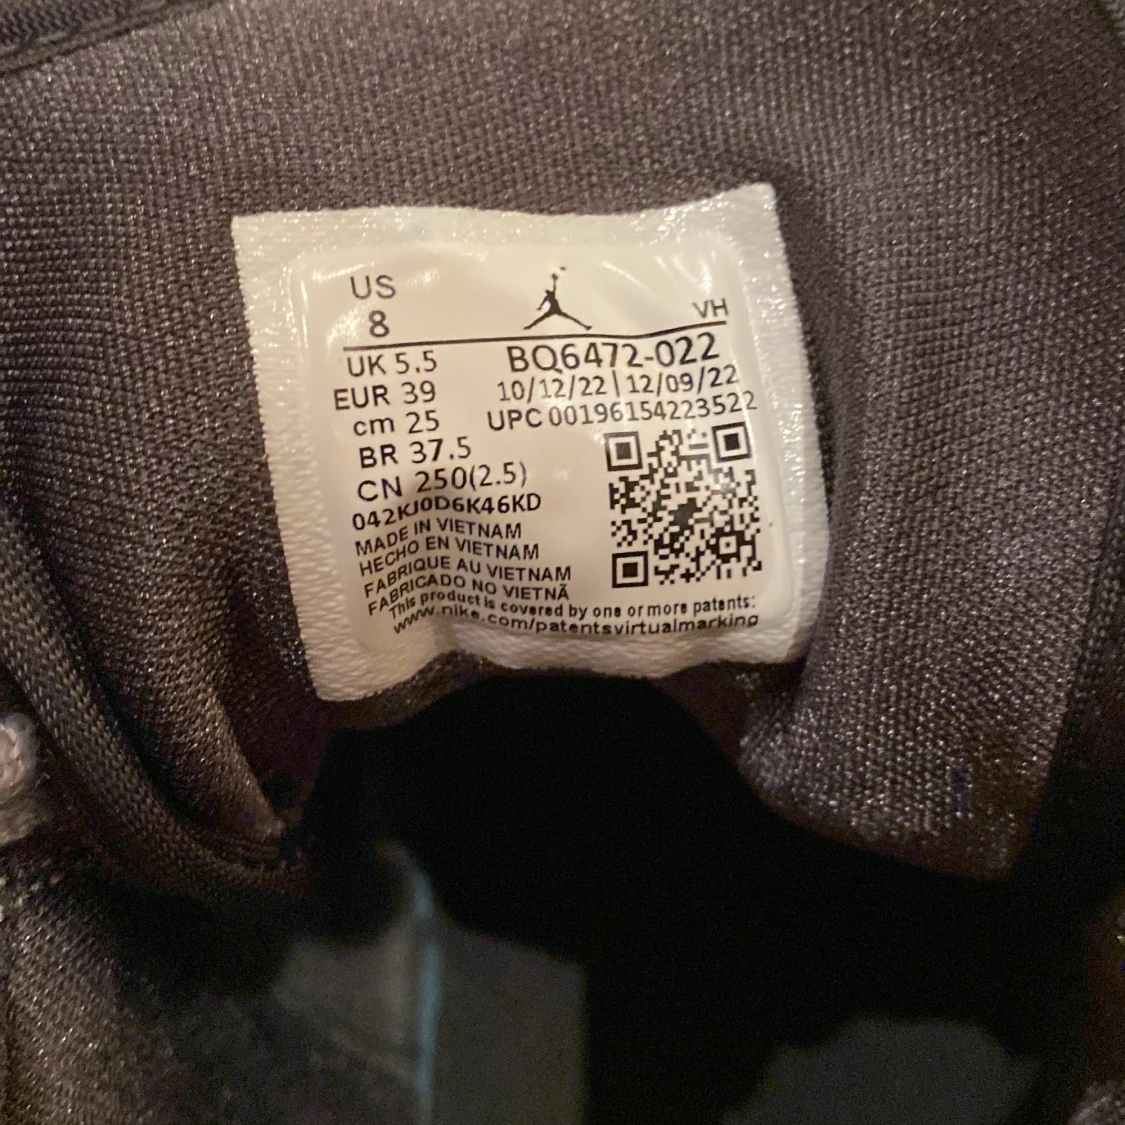 US
8
VH
UK 5.5
BQ6472-022
EUR 39
10/12/22 | 12/09/22
cm 25
UPC 00196154223522
BR 37.5
CN 250(2.5)
042KJ0D6K46KD
MADE IN VIETNAM
HECHO EN VIETNAM
FABRIQUE AU VIETNAM
FABRICADO NO VIETNÃ
This product is covered by one or more patents:
www.nike.com/patentsvirtualmarking